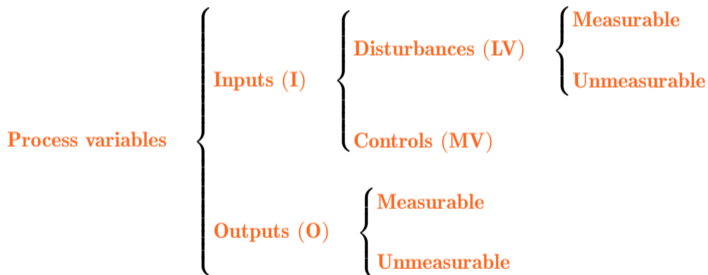 Process variables
Inputs (I)
Disturbances (LV)
Measurable
Unmeasurable
Controls (MV)
Outputs (O)
Measurable
Unmeasurable